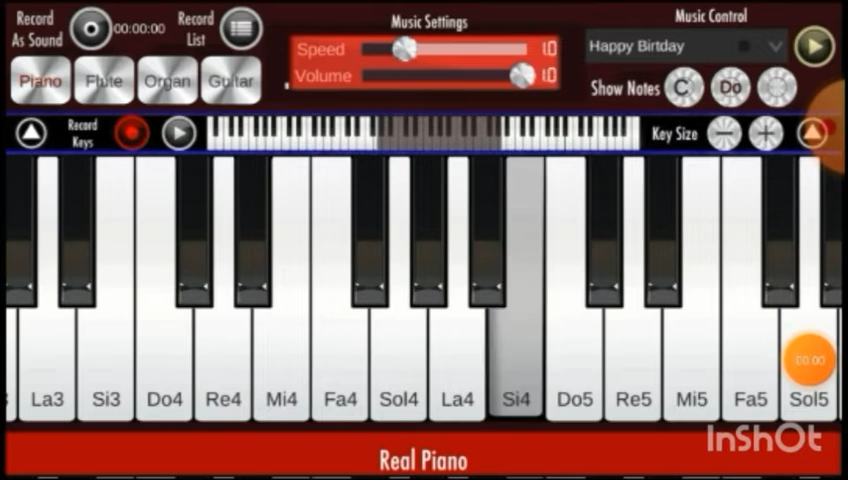 Record
As Sound
00:00:00
Record
List
Music Settings
Music Control
Speed
1.0
Volume
1.0
Happy Birtday
Piano
Flute
Organ
Guitar
Show Notes
C
Do
Record
Keys
Key Size
La3
Si3
Do4
Re4
Mi4
Fa4
Sol4
La4
Si4
Do5
Re5
Mi5
Fa5
Sol5
00:00
InShOt
Real Piano